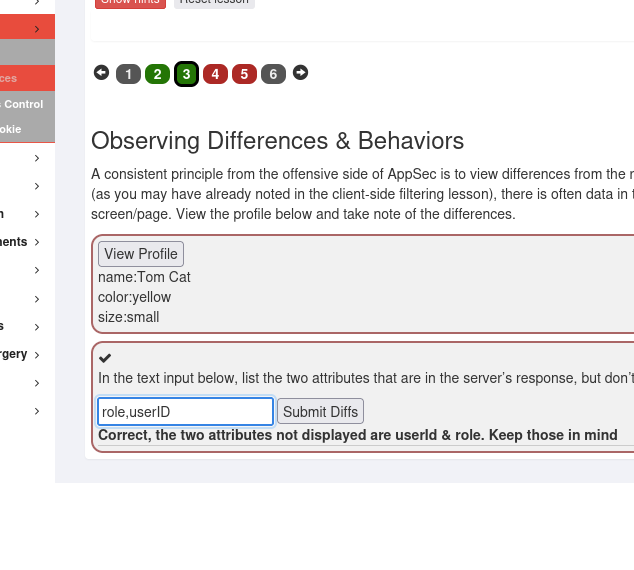 Show hints Reset lesson
ces
1 2 3 4 5 6
s Control
okie
Observing Differences & Behaviors
A consistent principle from the offensive side of AppSec is to view differences from the r
(as you may have already noted in the client-side filtering lesson), there is often data in t
screen/page. View the profile below and take note of the differences.
n
nents
View Profile
name:Tom Cat
color:yellow
size:small
s
rgery
In the text input below, list the two attributes that are in the server's response, but don't
role,userID Submit Diffs
Correct, the two attributes not displayed are userId & role. Keep those in mind